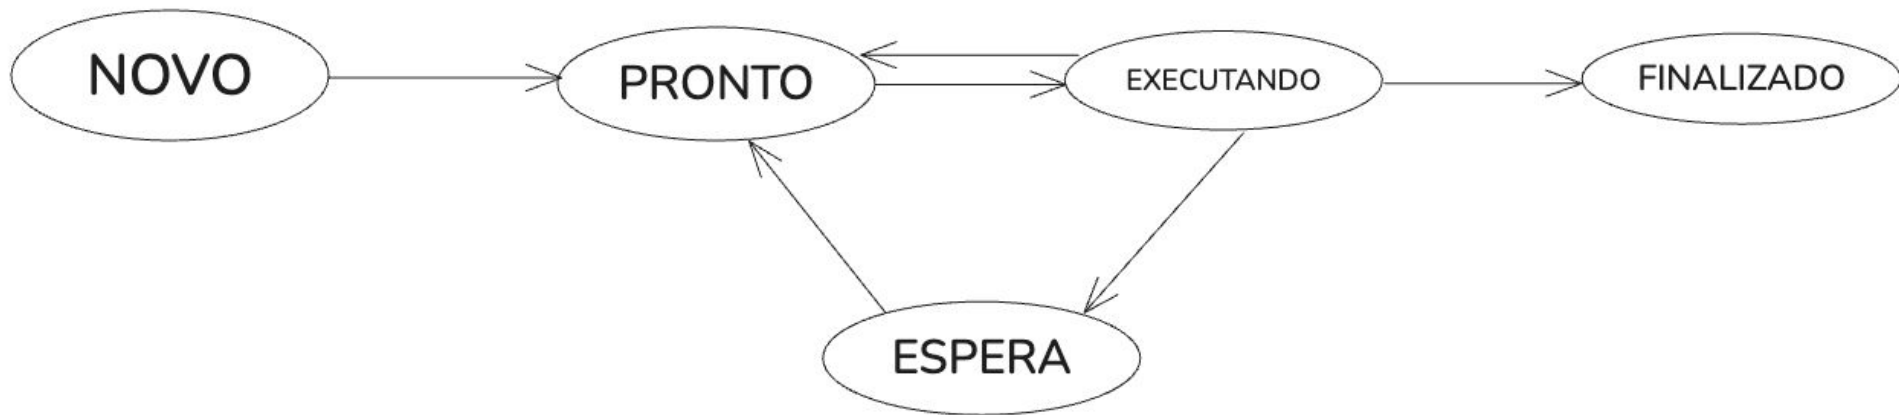 NOVO
PRONTO
EXECUTANDO
FINALIZADO
ESPERA